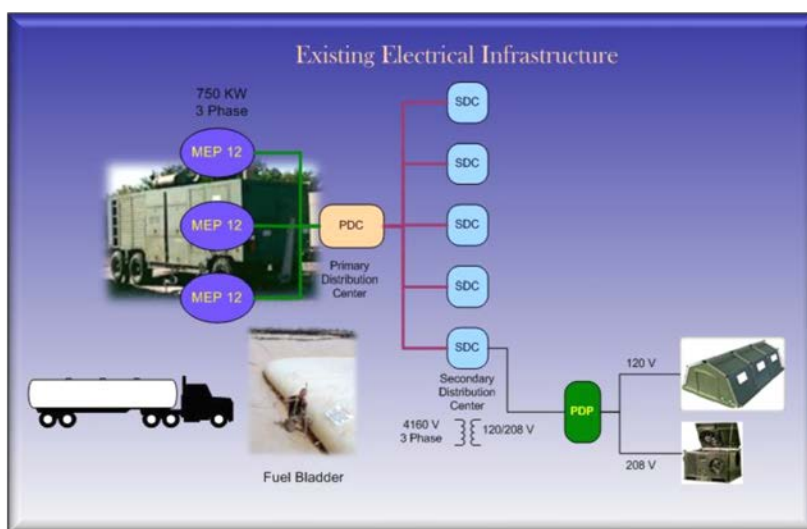 Existing Electrical Infrastructure
750 KW
3 Phase
MEP 12
MEP 12
MEP 12
PDC
Primary
Distribution
Center
SDC
SDC
SDC
SDC
SDC
Secondary
Distribution
Center
4160 V
3 Phase
120/208 V
PDP
120 V
208 V
Fuel Bladder